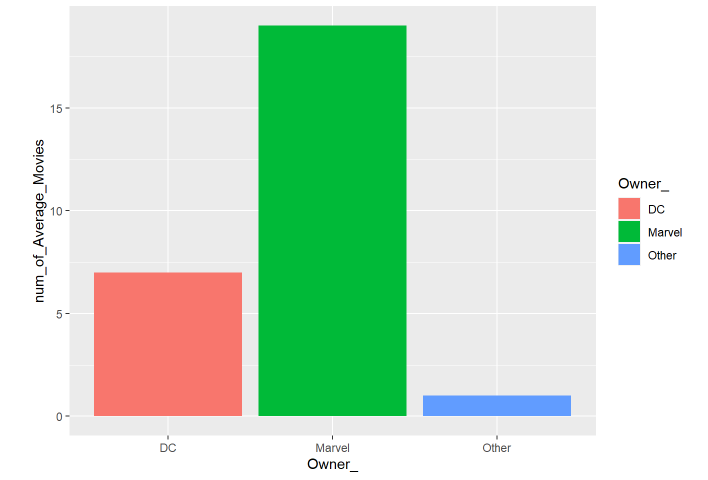 num_of_Average_Movies
15
10
5
0
DC
Marvel
Other
Owner_
Owner_
DC
Marvel
Other